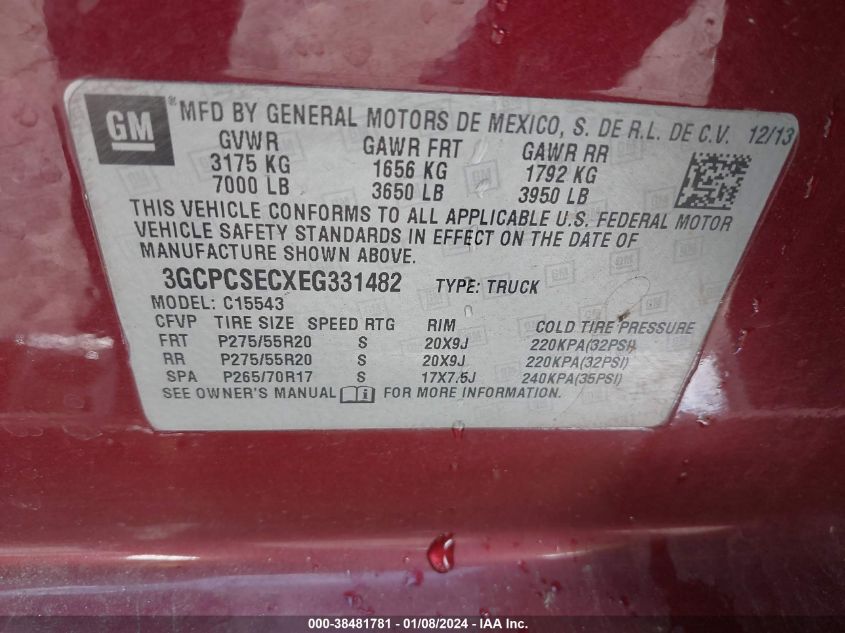 GM ® MFD BY GENERAL MOTORS DE MEXICO, S. DE R.L. DE C.V. 12/13
GVWR GAWR FRT GAWR RR
3175 KG 1656 KG 1792 KG
7000 LB 3650 LB 3950 LB
THIS VEHICLE CONFORMS TO ALL APPLICABLE U.S. FEDERAL MOTOR
VEHICLE SAFETY STANDARDS IN EFFECT ON THE DATE OF
MANUFACTURE SHOWN ABOVE.
3GCPCSECXEG331482 TYPE: TRUCK
MODEL: C15543
CFVP TIRE SIZE SPEED RTG RIM COLD TIRE PRESSURE
FRT P275/55R20 S 20X9J 220KPA(32PSI)
RR P275/55R20 S 20X9J 220KPA(32PSI)
SPA P265/70R17 S 17X7.5J 240KPA(35PSI)
SEE OWNER'S MANUAL i FOR MORE INFORMATION.
000-38481781 - 01/08/2024 - IAA Inc.